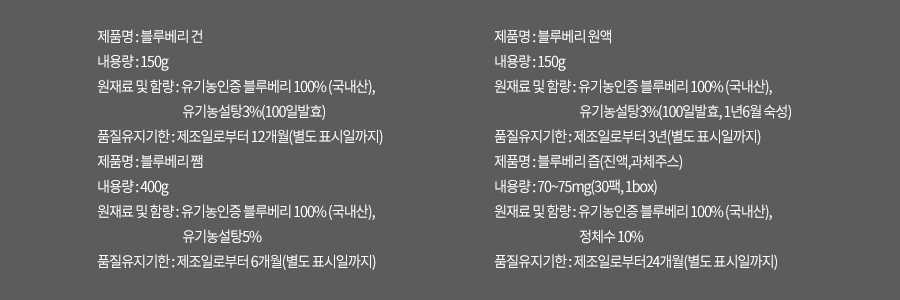 제품명 : 블루베리 건
내용량 : 150g
원재료 및 함량 : 유기농인증 블루베리 100% (국내산),
유기농설탕3%(100일발효)
품질유지기한 : 제조일로부터 12개월(별도 표시일까지)
제품명 : 블루베리 쨈
내용량 : 400g
원재료 및 함량 : 유기농인증 블루베리 100% (국내산),
유기농설탕5%
품질유지기한 : 제조일로부터 6개월(별도 표시일까지)
제품명 : 블루베리 원액
내용량 : 150g
원재료 및 함량 : 유기농인증 블루베리 100% (국내산),
유기농설탕3%(100일발효, 1년6월 숙성)
품질유지기한 : 제조일로부터 3년(별도 표시일까지)
제품명 : 블루베리 즙(진액,과체주스)
내용량 : 70~75mg(30팩, 1box)
원재료 및 함량 : 유기농인증 블루베리 100% (국내산),
정체수 10%
품질유지기한 : 제조일로부터24개월(별도 표시일까지)